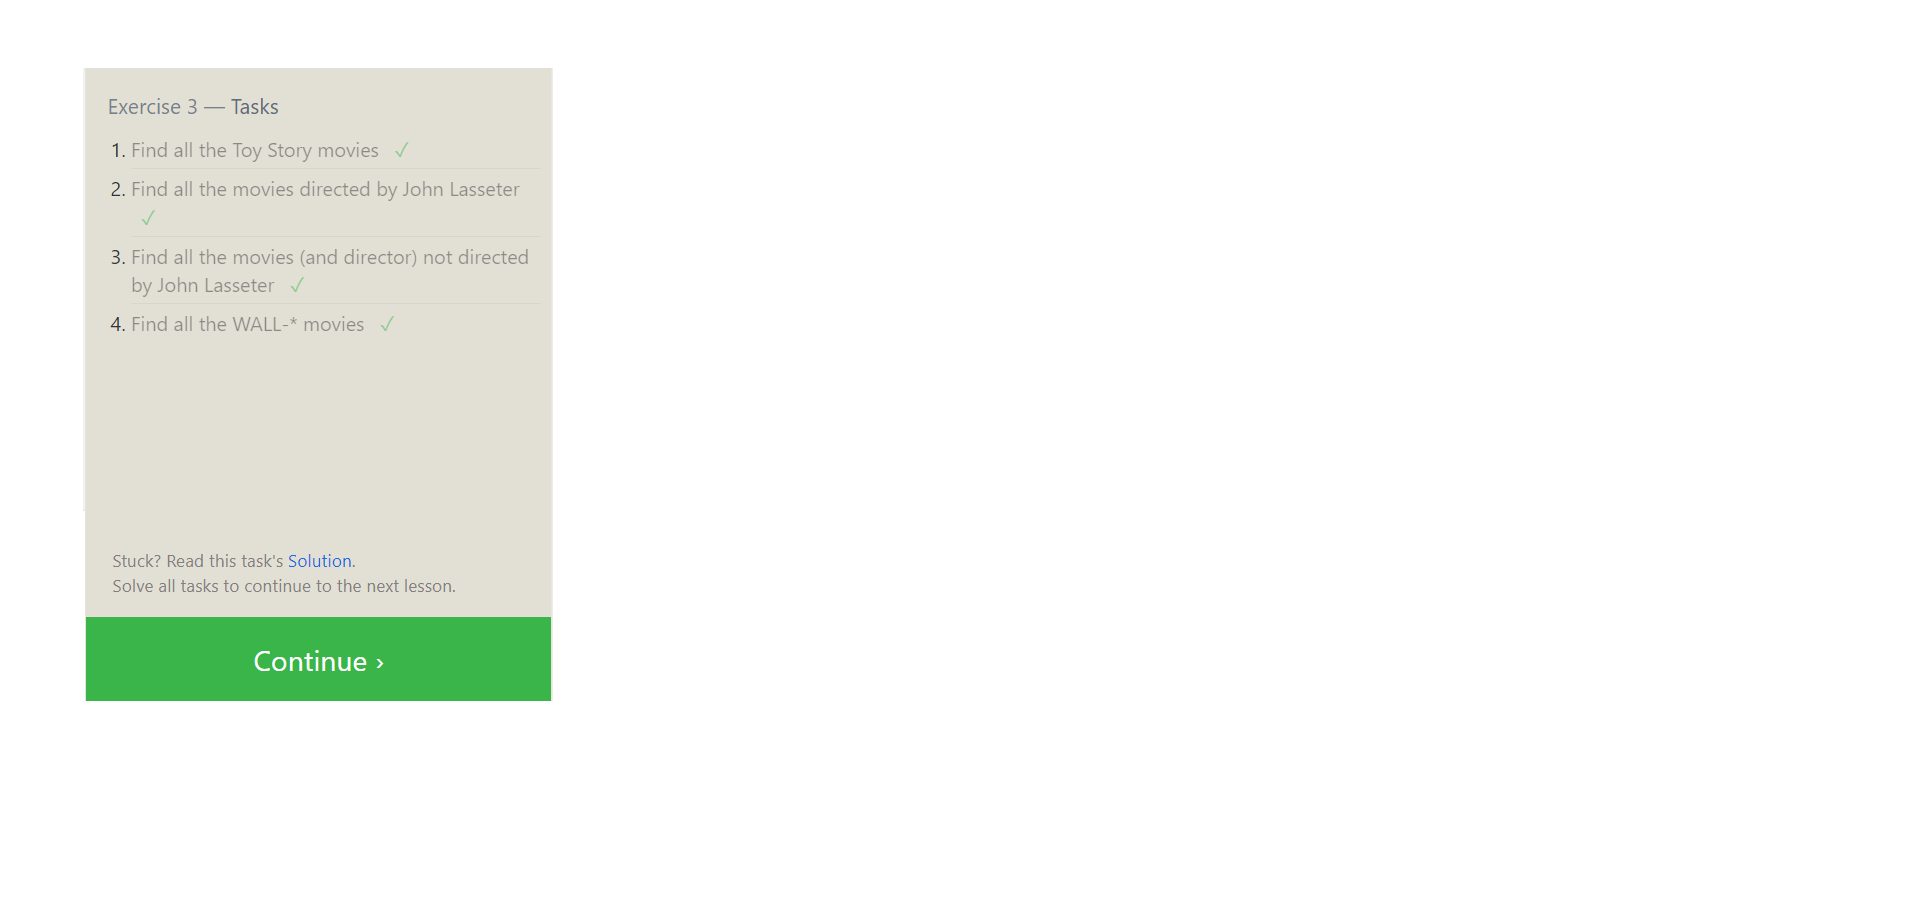 Exercise 3 — Tasks
1. Find all the Toy Story movies ✓
2. Find all the movies directed by John Lasseter
✓
3. Find all the movies (and director) not directed
by John Lasseter ✓
4. Find all the WALL-* movies ✓
Stuck? Read this task's Solution.
Solve all tasks to continue to the next lesson.
Continue ›